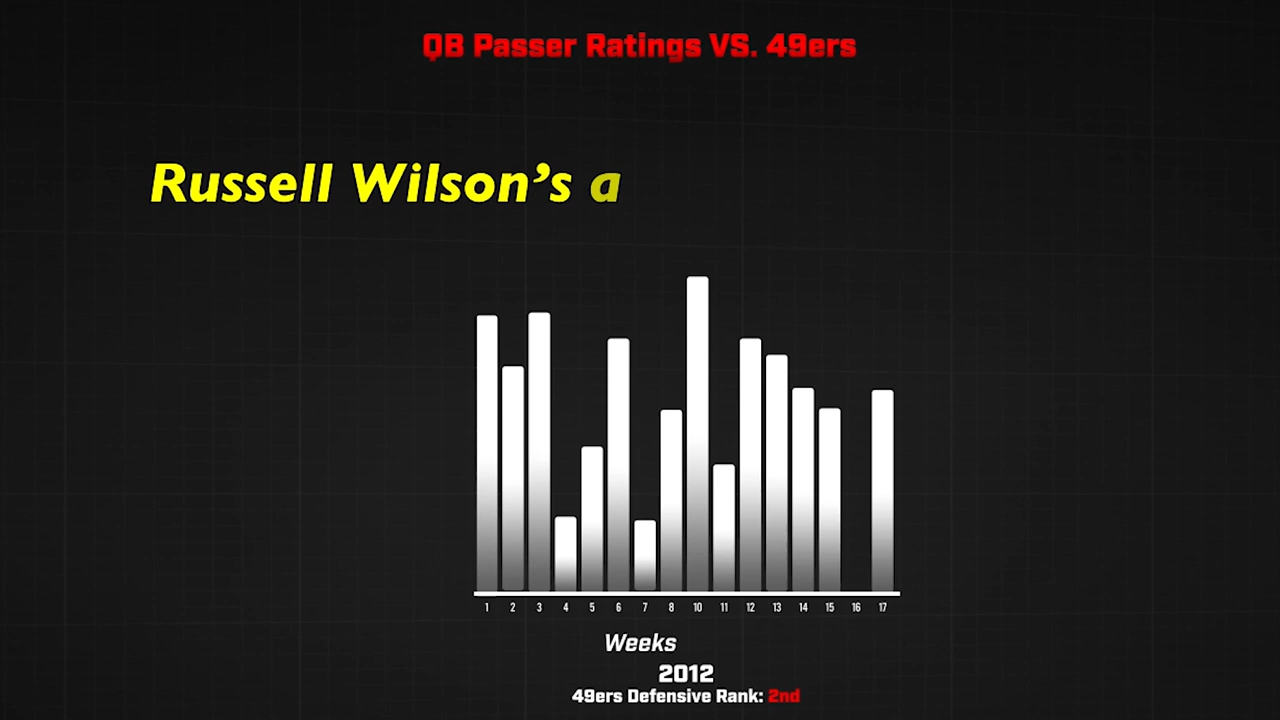 QB Passer Ratings VS. 49ers
Russell Wilson’s a
1 2 3 4 5 6 7 8 10 11 12 13 14 15 16 17
Weeks
2012
49ers Defensive Rank: 2nd